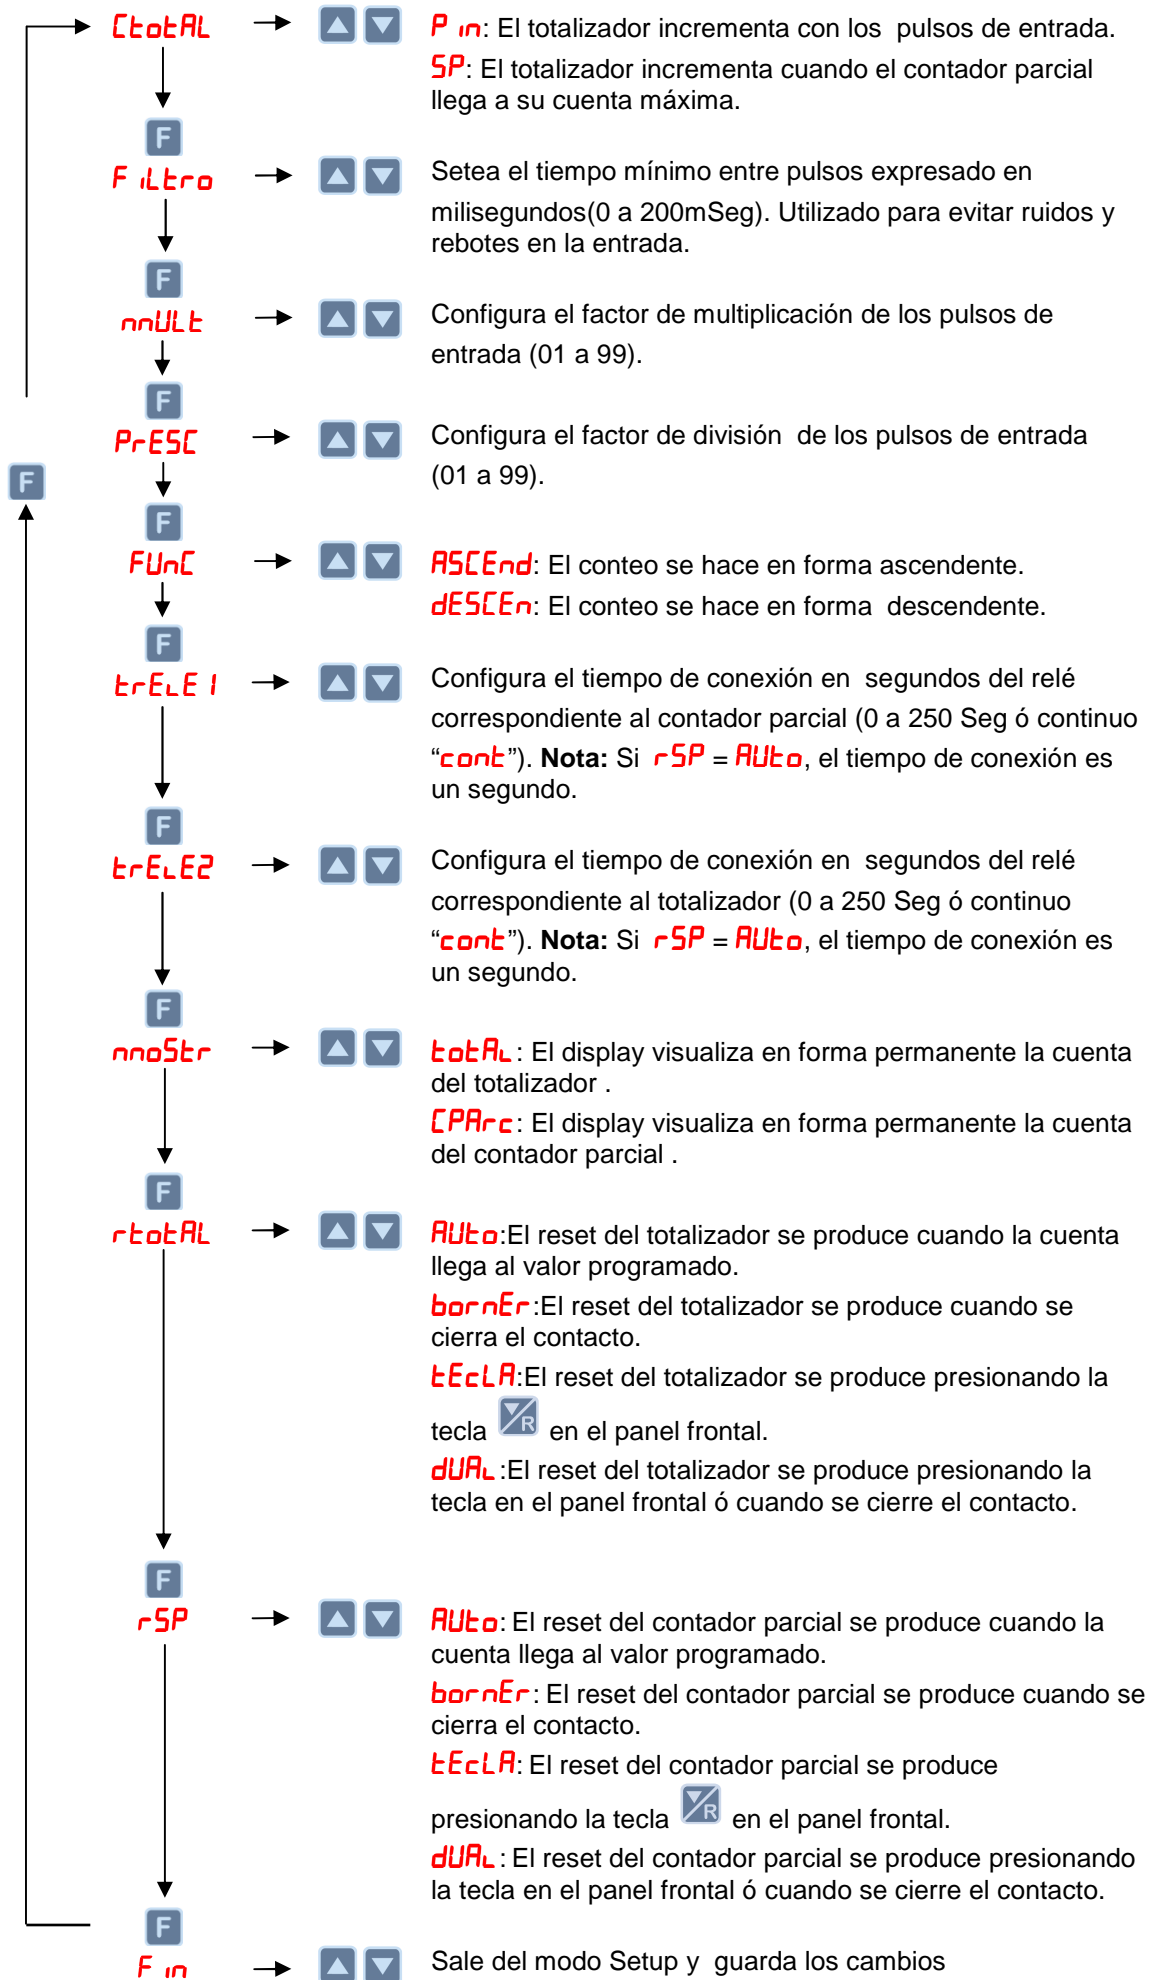 CtotAL P in: El totalizador incrementa con los pulsos de entrada.
SP: El totalizador incrementa cuando el contador parcial
llega a su cuenta máxima.
F
FiLtro Setea el tiempo mínimo entre pulsos expresado en
milisegundos(0 a 200mSeg). Utilizado para evitar ruidos y
rebotes en la entrada.
F
nnULt Configura el factor de multiplicación de los pulsos de
entrada (01 a 99).
F
PrESC Configura el factor de división de los pulsos de entrada
(01 a 99).
F
F
FUnC ASCEnd: El conteo se hace en forma ascendente.
dESCEn: El conteo se hace en forma descendente.
F
trELE1 Configura el tiempo de conexión en segundos del relé
correspondiente al contador parcial (0 a 250 Seg ó continuo
“cont”). Nota: Si rSP = AUto, el tiempo de conexión es
un segundo.
F
trELE2 Configura el tiempo de conexión en segundos del relé
correspondiente al totalizador (0 a 250 Seg ó continuo
“cont”). Nota: Si rSP = AUto, el tiempo de conexión es
un segundo.
F
nnoStr totAL: El display visualiza en forma permanente la cuenta
del totalizador .
CPArc: El display visualiza en forma permanente la cuenta
del contador parcial .
F
rtotAL AUto:El reset del totalizador se produce cuando la cuenta
llega al valor programado.
bornEr:El reset del totalizador se produce cuando se
cierra el contacto.
tEcLA:El reset del totalizador se produce presionando la
tecla R en el panel frontal.
dUAL:El reset del totalizador se produce presionando la
tecla en el panel frontal ó cuando se cierre el contacto.
F
rSP AUto: El reset del contador parcial se produce cuando la
cuenta llega al valor programado.
bornEr: El reset del contador parcial se produce cuando se
cierra el contacto.
tEcLA: El reset del contador parcial se produce
presionando la tecla R en el panel frontal.
dUAL: El reset del contador parcial se produce presionando
la tecla en el panel frontal ó cuando se cierre el contacto.
F
Fin Sale del modo Setup y guarda los cambios